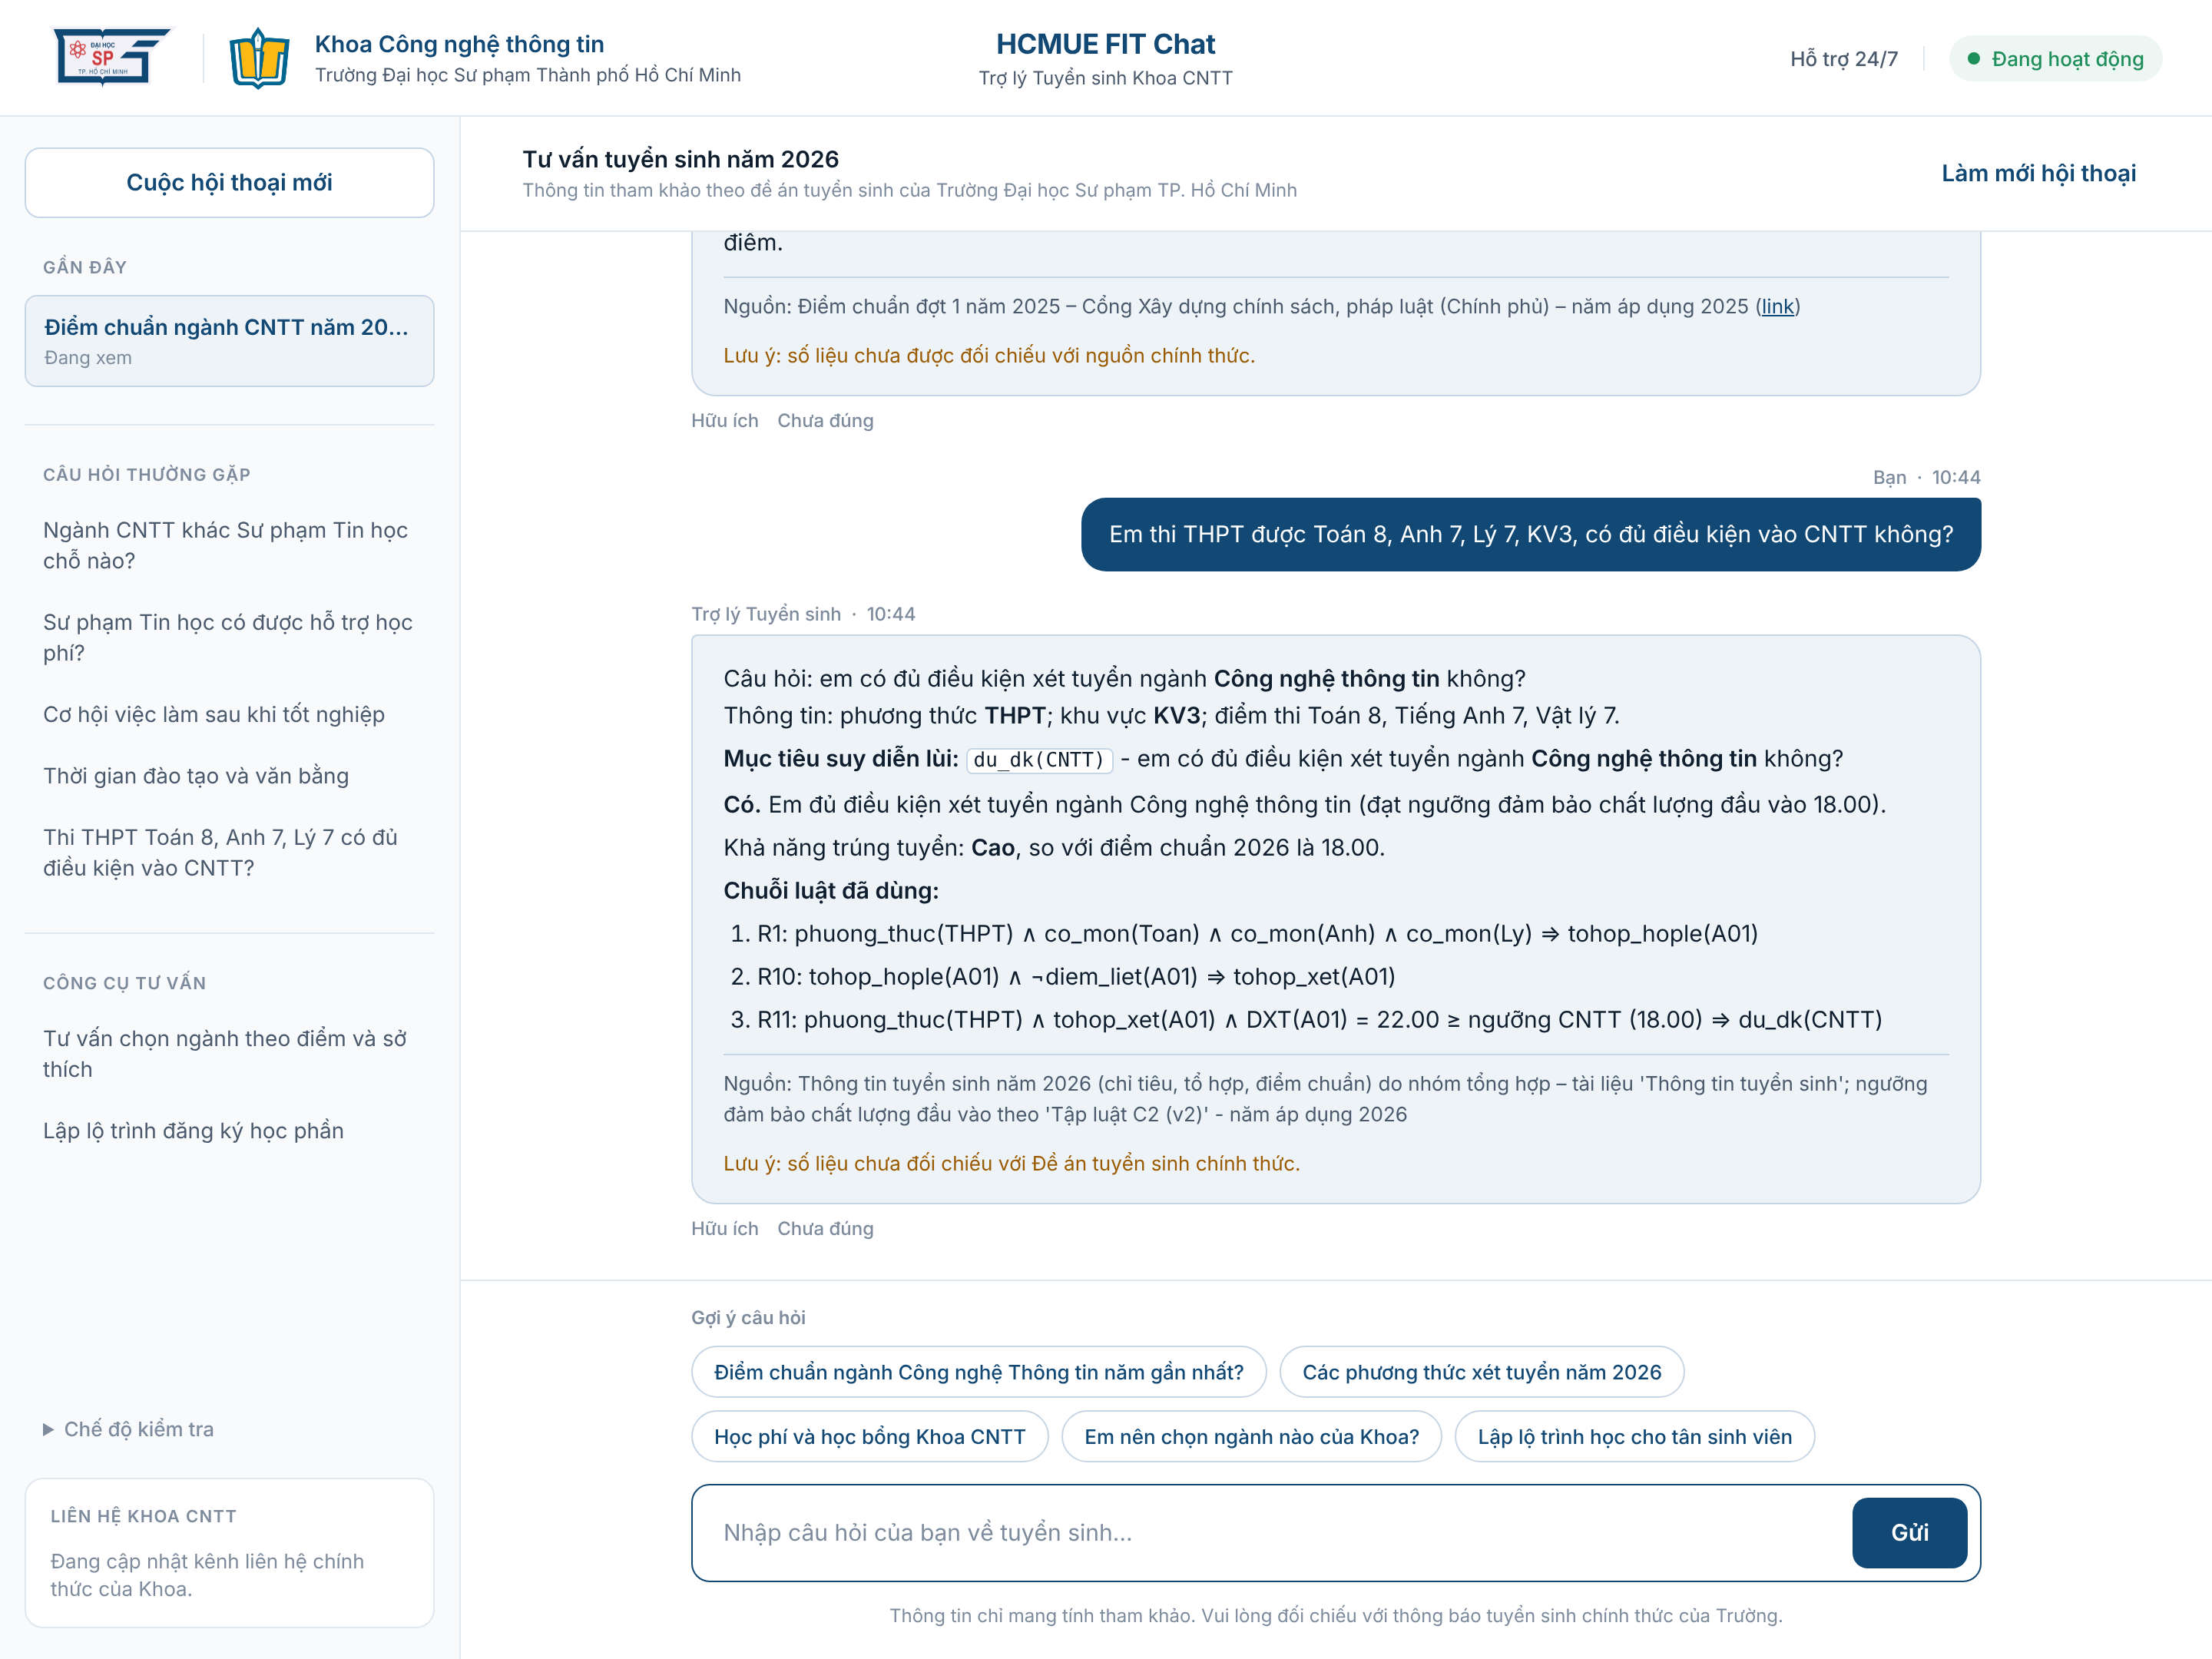 ĐẠI HỌC
SP
TP. HỒ CHÍ MINH
Khoa Công nghệ thông tin
Trường Đại học Sư phạm Thành phố Hồ Chí Minh
HCMUE FIT Chat
Trợ lý Tuyển sinh Khoa CNTT
Hỗ trợ 24/7
Đang hoạt động
Cuộc hội thoại mới
GẦN ĐÂY
Điểm chuẩn ngành CNTT năm 20...
Đang xem
CÂU HỎI THƯỜNG GẶP
Ngành CNTT khác Sư phạm Tin học
chỗ nào?
Sư phạm Tin học có được hỗ trợ học
phí?
Cơ hội việc làm sau khi tốt nghiệp
Thời gian đào tạo và văn bằng
Thi THPT Toán 8, Anh 7, Lý 7 có đủ
điều kiện vào CNTT?
CÔNG CỤ TƯ VẤN
Tư vấn chọn ngành theo điểm và sở
thích
Lập lộ trình đăng ký học phần
▶ Chế độ kiểm tra
LIÊN HỆ KHOA CNTT
Đang cập nhật kênh liên hệ chính
thức của Khoa.
Tư vấn tuyển sinh năm 2026
Thông tin tham khảo theo đề án tuyển sinh của Trường Đại học Sư phạm TP. Hồ Chí Minh
Làm mới hội thoại
điểm.
Nguồn: Điểm chuẩn đợt 1 năm 2025 – Cổng Xây dựng chính sách, pháp luật (Chính phủ) – năm áp dụng 2025 (link)
Lưu ý: số liệu chưa được đối chiếu với nguồn chính thức.
Hữu ích Chưa đúng
Bạn · 10:44
Em thi THPT được Toán 8, Anh 7, Lý 7, KV3, có đủ điều kiện vào CNTT không?
Trợ lý Tuyển sinh · 10:44
Câu hỏi: em có đủ điều kiện xét tuyển ngành Công nghệ thông tin không?
Thông tin: phương thức THPT; khu vực KV3; điểm thi Toán 8, Tiếng Anh 7, Vật lý 7.
Mục tiêu suy diễn lùi: du_dk(CNTT) - em có đủ điều kiện xét tuyển ngành Công nghệ thông tin không?
Có. Em đủ điều kiện xét tuyển ngành Công nghệ thông tin (đạt ngưỡng đảm bảo chất lượng đầu vào 18.00).
Khả năng trúng tuyển: Cao, so với điểm chuẩn 2026 là 18.00.
Chuỗi luật đã dùng:
1. R1: phuong_thuc(THPT) ∧ co_mon(Toan) ∧ co_mon(Anh) ∧ co_mon(Ly) ⇒ tohop_hople(A01)
2. R10: tohop_hople(A01) ∧ ¬diem_liet(A01) ⇒ tohop_xet(A01)
3. R11: phuong_thuc(THPT) ∧ tohop_xet(A01) ∧ DXT(A01) = 22.00 ≥ ngưỡng CNTT (18.00) ⇒ du_dk(CNTT)
Nguồn: Thông tin tuyển sinh năm 2026 (chỉ tiêu, tổ hợp, điểm chuẩn) do nhóm tổng hợp – tài liệu 'Thông tin tuyển sinh'; ngưỡng
đảm bảo chất lượng đầu vào theo 'Tập luật C2 (v2)' - năm áp dụng 2026
Lưu ý: số liệu chưa đối chiếu với Đề án tuyển sinh chính thức.
Hữu ích Chưa đúng
Gợi ý câu hỏi
Điểm chuẩn ngành Công nghệ Thông tin năm gần nhất?
Các phương thức xét tuyển năm 2026
Học phí và học bổng Khoa CNTT
Em nên chọn ngành nào của Khoa?
Lập lộ trình học cho tân sinh viên
Nhập câu hỏi của bạn về tuyển sinh...
Gửi
Thông tin chỉ mang tính tham khảo. Vui lòng đối chiếu với thông báo tuyển sinh chính thức của Trường.